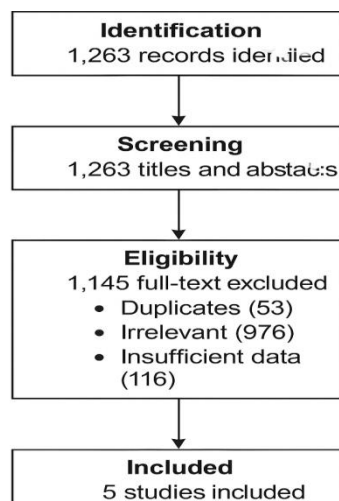 Identification
1,263 records
Screening
1,263 titles and
Eligibility
1,145 full-text excluded
• Duplicates (53)
• Irrelevant (976)
• Insufficient data
(116)
Included
5 studies included